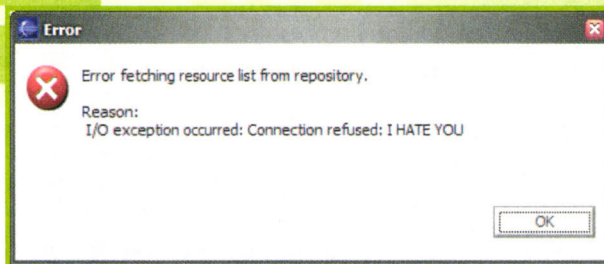 Error
Error fetching resource list from repository.
Reason:
I/O exception occurred: Connection refused: I HATE YOU
OK